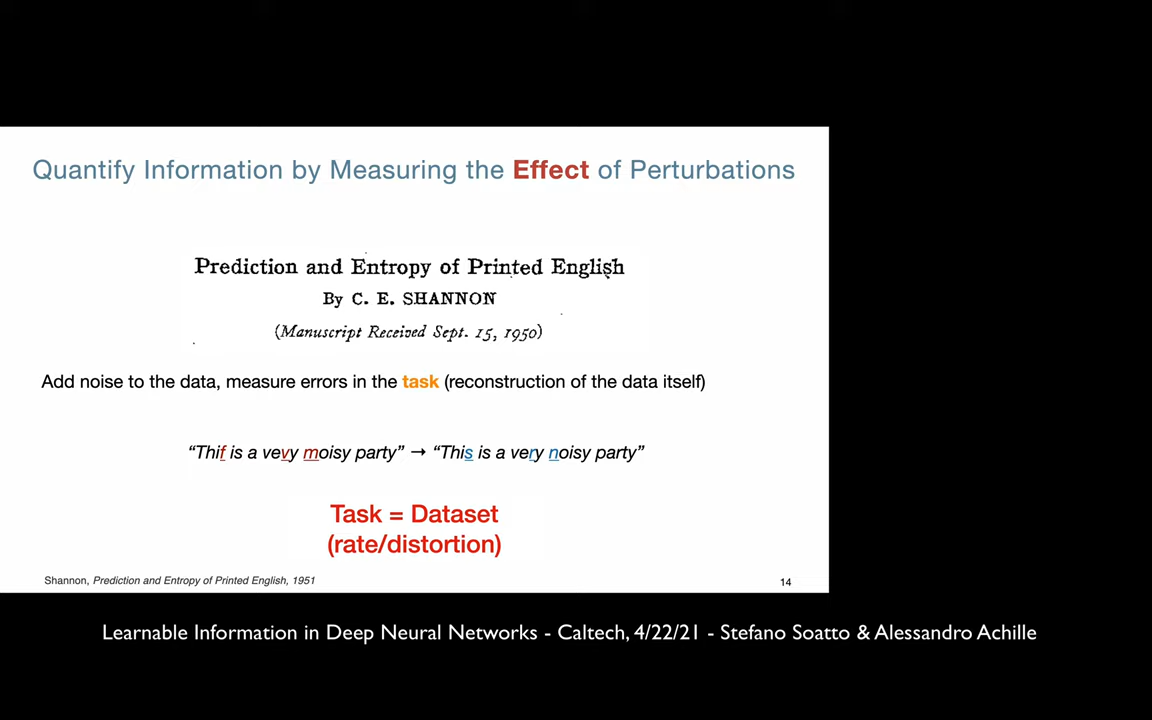 Quantify Information by Measuring the Effect of Perturbations
Prediction and Entropy of Printed English
By C. E. SHANNON
(Manuscript Received Sept. 15, 1950)
Add noise to the data, measure errors in the task (reconstruction of the data itself)
“Thif is a vevy moisy party” → “This is a very noisy party”
Task = Dataset
(rate/distortion)
Shannon, Prediction and Entropy of Printed English, 1951
14
Learnable Information in Deep Neural Networks - Caltech, 4/22/21 - Stefano Soatto & Alessandro Achille